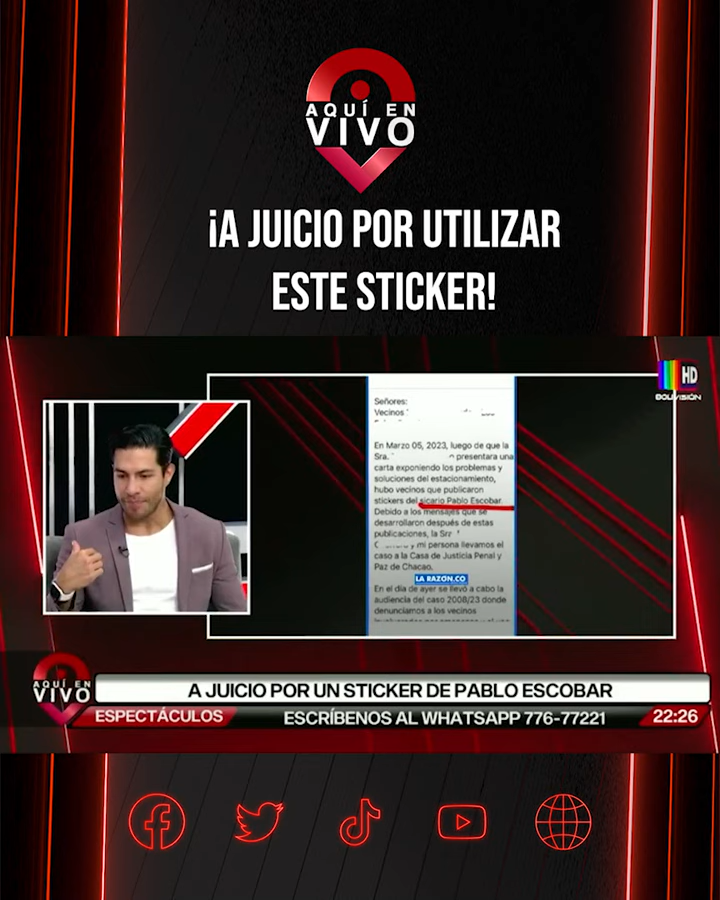 AQUÍ EN
VIVO
¡A JUICIO POR UTILIZAR
ESTE STICKER!
HD
BOLIVISIÓN
Señores:
Vecinos
En Marzo 05, 2023, luego de que la
Sra. presentara una
carta exponiendo los problemas y
soluciones del estacionamiento,
hubo vecinos que publicaron
stickers del sicario Pablo Escobar.
Debido a los mensajes que se
desarrollaron después de estas
publicaciones, la Sra
y mi persona llevamos el
caso a la Casa de Justicia Penal y
Paz de Chacao.
LA RAZÓN.CO
En el día de ayer se llevó a cabo la
audiencia del caso 2008/23 donde
denunciamos a los vecinos
AQUÍ EN
VIVO
A JUICIO POR UN STICKER DE PABLO ESCOBAR
ESPECTÁCULOS
ESCRÍBENOS AL WHATSAPP 776-77221
22:26